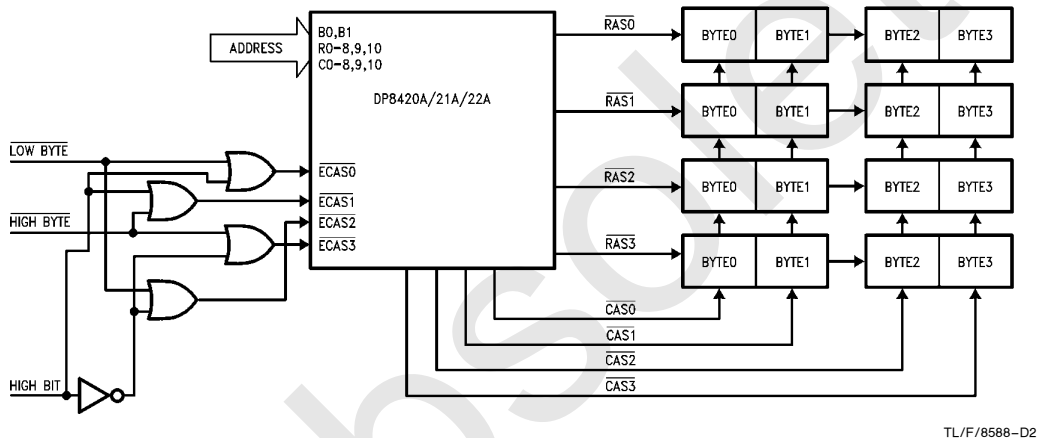 ADDRESS
B0,B1
R0-8,9,10
C0-8,9,10
DP8420A/21A/22A
RAS0
BYTE0 BYTE1 BYTE2 BYTE3
RAS1
BYTE0 BYTE1 BYTE2 BYTE3
LOW BYTE
ECAS0
RAS2
BYTE0 BYTE1 BYTE2 BYTE3
ECAS1
HIGH BYTE
ECAS2
ECAS3
RAS3
BYTE0 BYTE1 BYTE2 BYTE3
CAS0
CAS1
CAS2
CAS3
HIGH BIT
TL/F/8588–D2